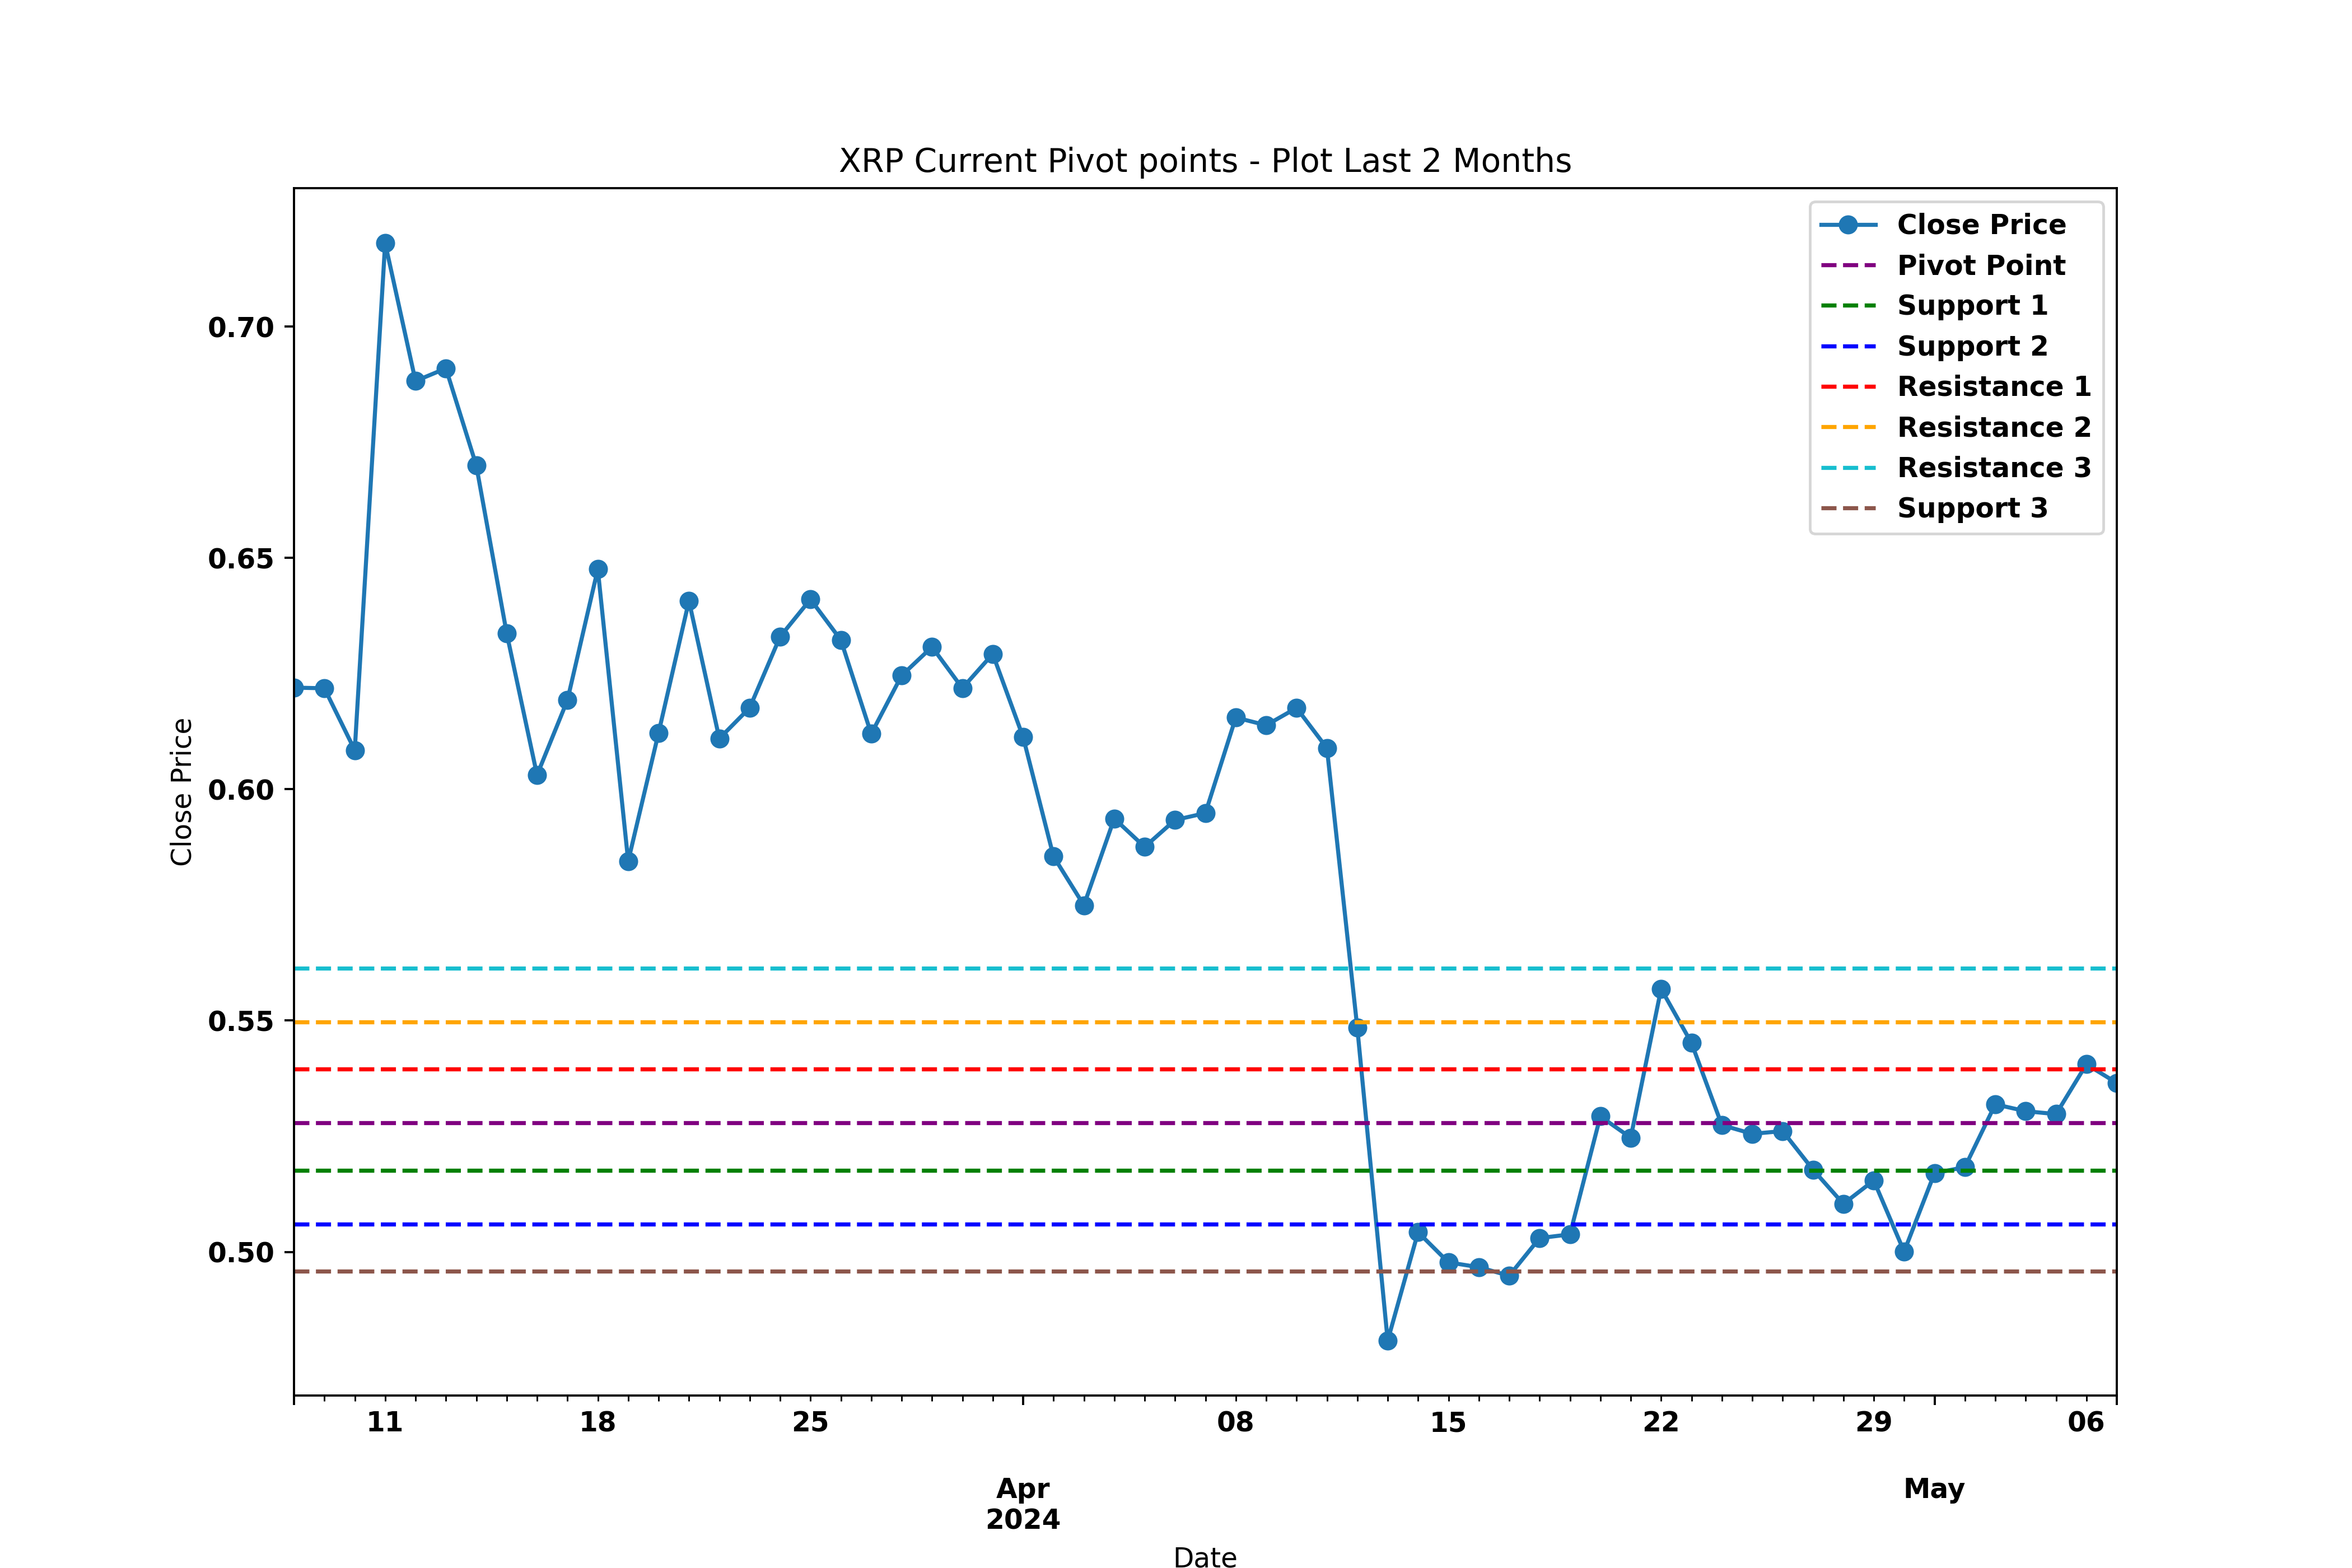 XRP Current Pivot points - Plot Last 2 Months
Close Price
Pivot Point
Support 1
Support 2
Resistance 1
Resistance 2
Resistance 3
Support 3
0.70
0.65
0.60
0.55
0.50
Close Price
11 18 25 08 15 22 29 06
Apr May
2024
Date